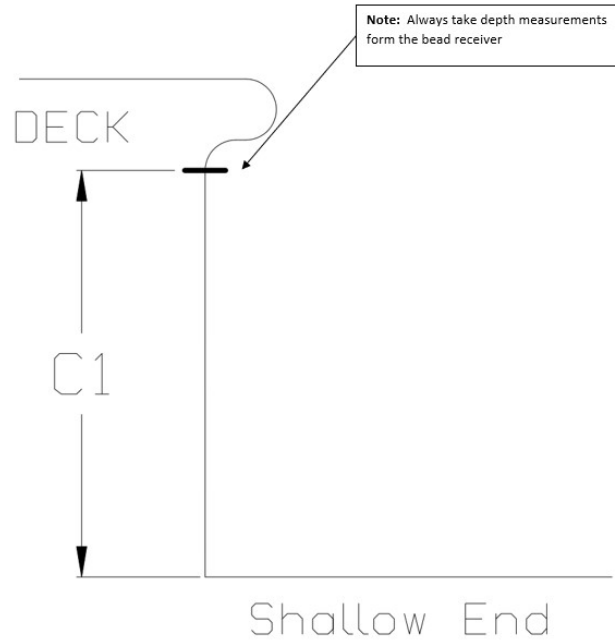 Note: Always take depth measurements
form the bead receiver
DECK
C1
Shallow End